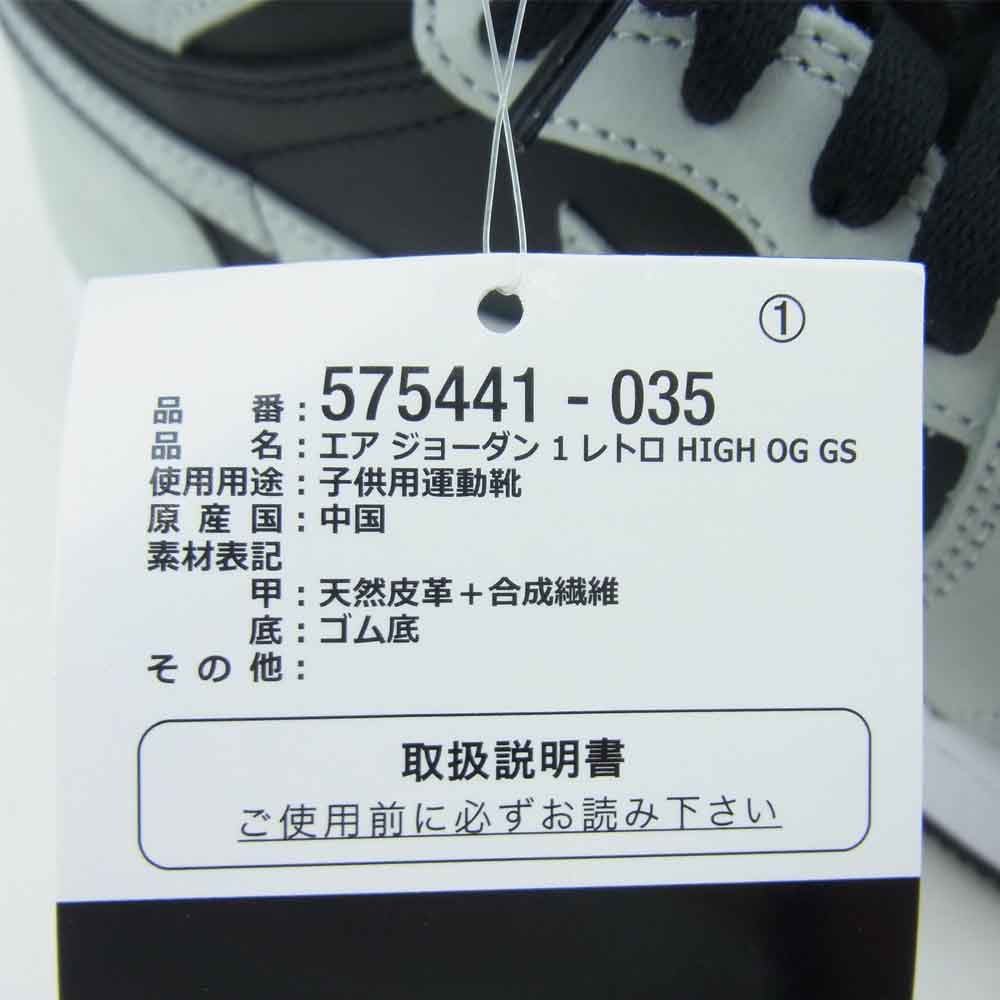 ①
品番：575441 - 035
品名：エア ジョーダン 1 レトロ HIGH OG GS
使用用途：子供用運動靴
原産国：中国
素材表記
甲：天然皮革＋合成繊維
底：ゴム底
その他：
取扱説明書
ご使用前に必ずお読み下さい